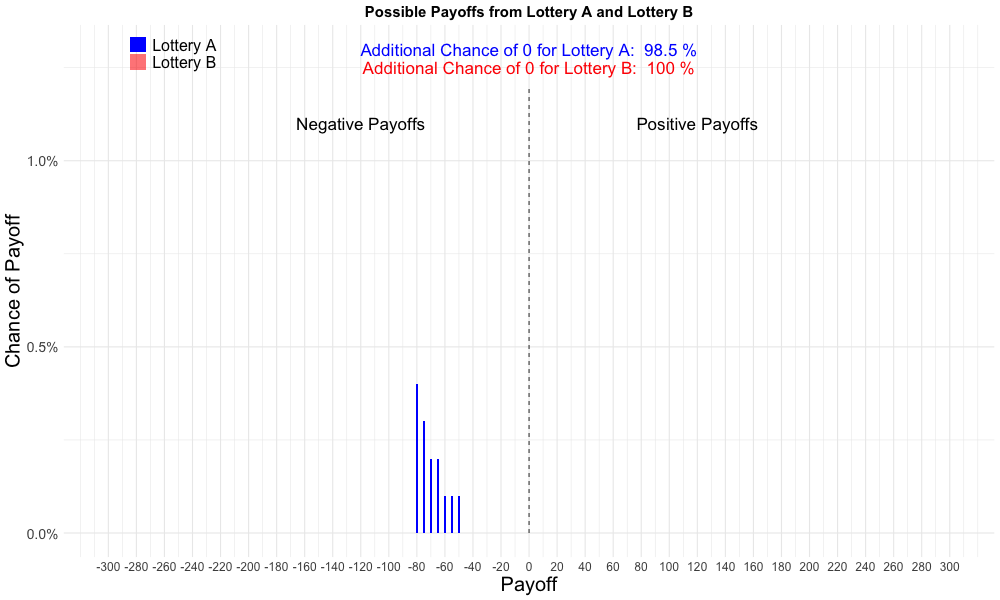 Possible Payoffs from Lottery A and Lottery B
Lottery A
Lottery B
Additional Chance of 0 for Lottery A:  98.5 %
Additional Chance of 0 for Lottery B:  100 %
Negative Payoffs
Positive Payoffs
Chance of Payoff
1.0%
0.5%
0.0%
-300 -280 -260 -240 -220 -200 -180 -160 -140 -120 -100 -80 -60 -40 -20 0 20 40 60 80 100 120 140 160 180 200 220 240 260 280 300
Payoff